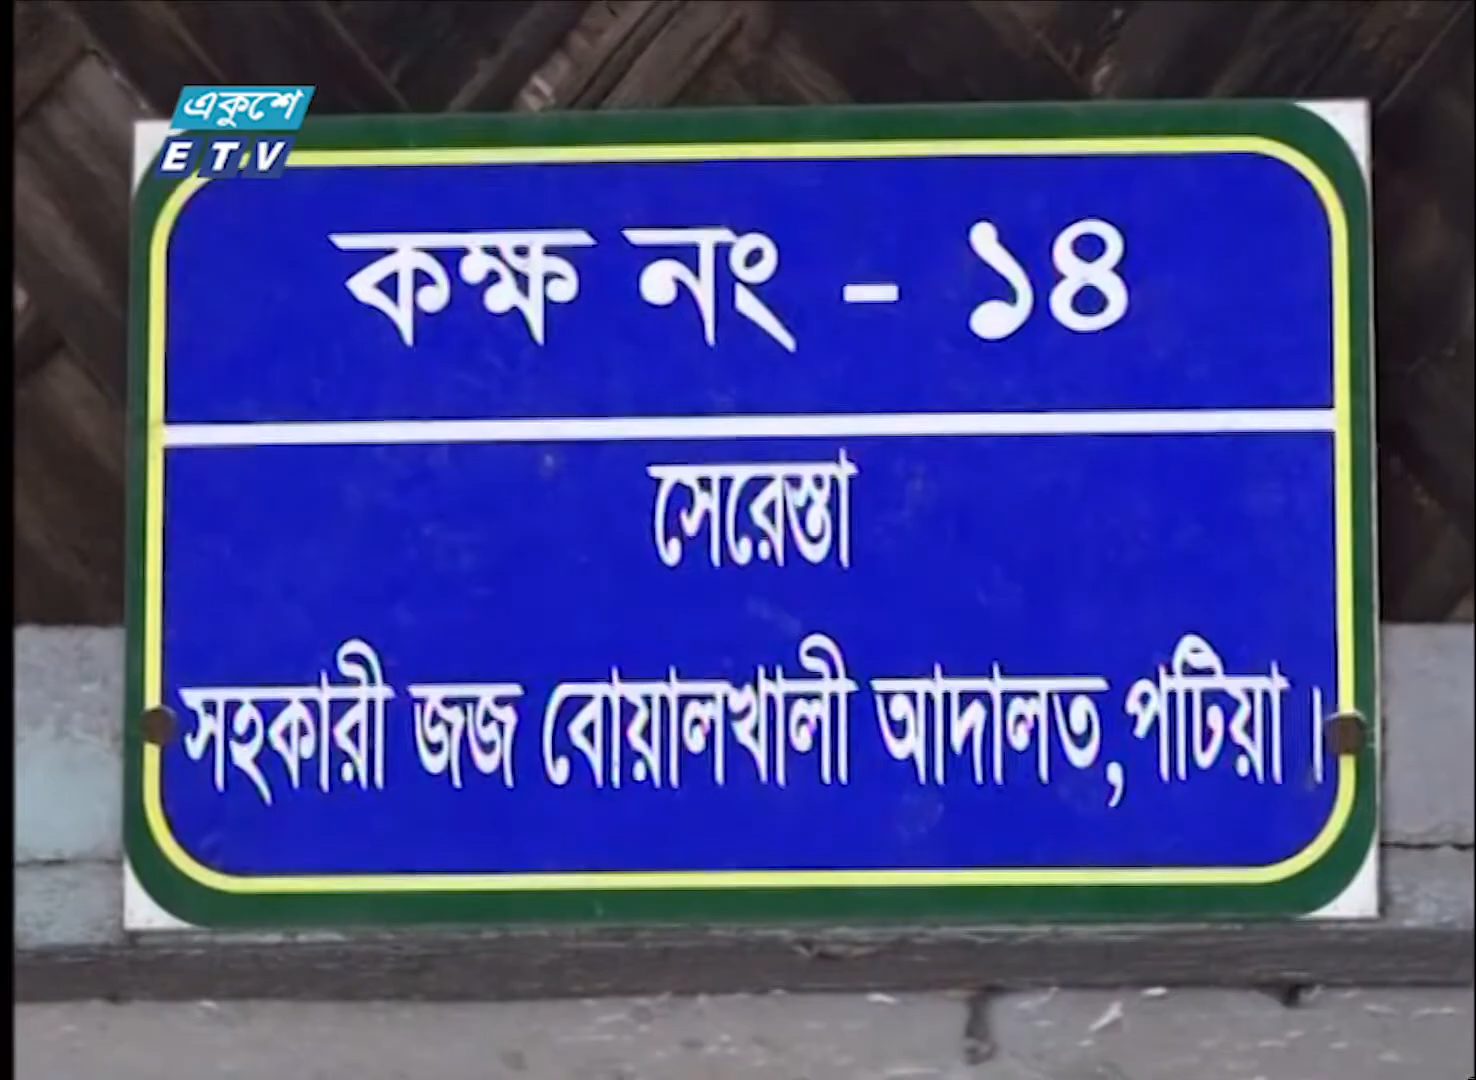 একুশে
ETV
কক্ষ নং - ১৪
সেরেস্তা
সহকারী জজ বোয়ালখালী আদালত,পটিয়া।